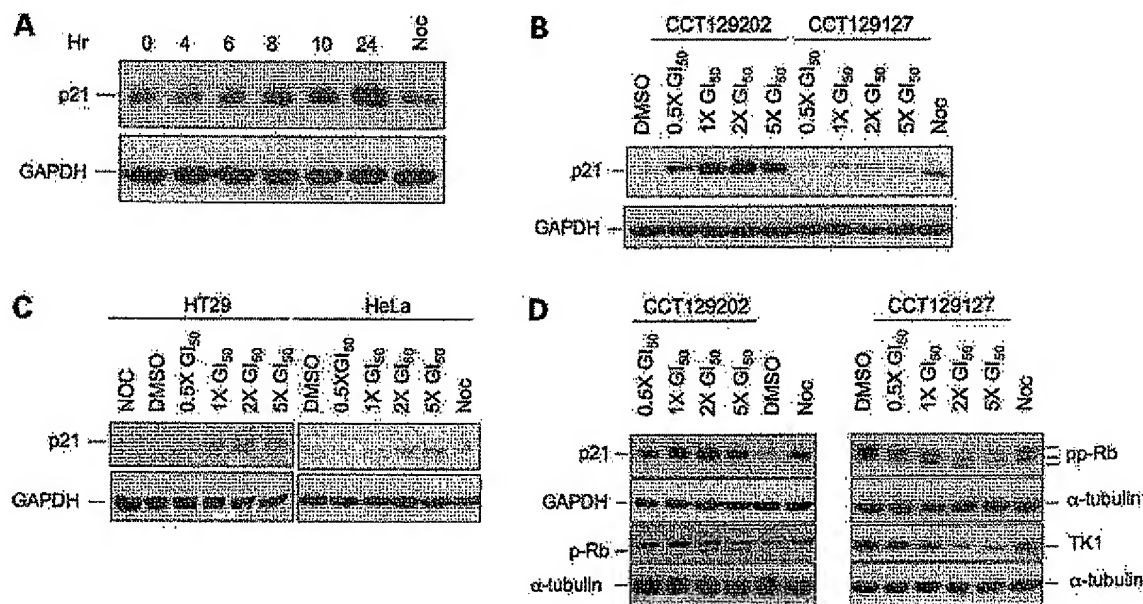 A
Hr 0 4 6 8 10 24 Noc
p21
GAPDH
B
CCT129202 CCT129127
DMSO 0.5X GI50 1X GI50 2X GI50 5X GI50 0.5X GI50 1X GI50 2X GI50 5X GI50 Noc
p21
GAPDH
C
HT29 HeLa
NOC DMSO 0.5X GI50 1X GI50 2X GI50 5X GI50 DMSO 0.5XGI50 1X GI50 2X GI50 5X GI50 Noc
p21
GAPDH
D
CCT129202 CCT129127
0.5X GI50 1X GI50 2X GI50 5X GI50 DMSO Noc DMSO 0.5X GI50 1X GI50 2X GI50 5X GI50 Noc
p21 pp-Rb
GAPDH α-tubulin
p-Rb TK1
α-tubulin α-tubulin